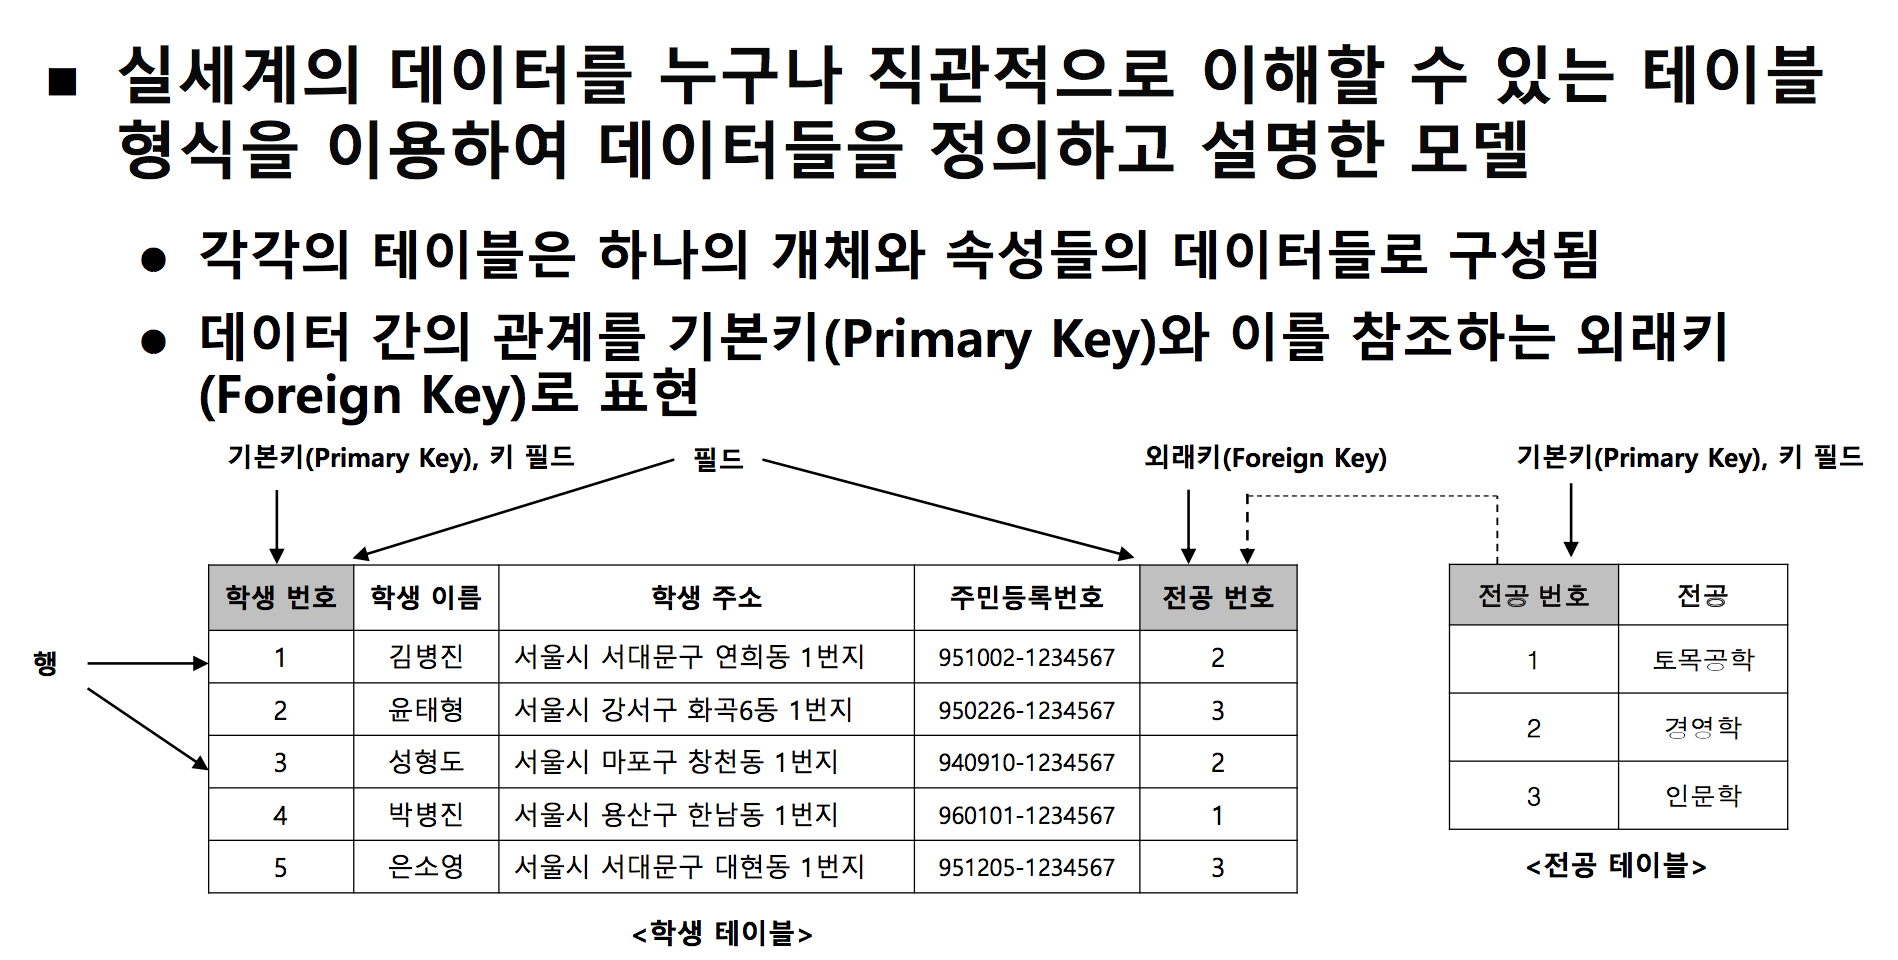 ■ 실세계의 데이터를 누구나 직관적으로 이해할 수 있는 테이블
형식을 이용하여 데이터들을 정의하고 설명한 모델
● 각각의 테이블은 하나의 개체와 속성들의 데이터들로 구성됨
● 데이터 간의 관계를 기본키(Primary Key)와 이를 참조하는 외래키
(Foreign Key)로 표현
기본키(Primary Key), 키 필드 필드 외래키(Foreign Key) 기본키(Primary Key), 키 필드
행
학생 번호 학생 이름 학생 주소 주민등록번호 전공 번호
1 김병진 서울시 서대문구 연희동 1번지 951002-1234567 2
2 윤태형 서울시 강서구 화곡6동 1번지 950226-1234567 3
3 성형도 서울시 마포구 창천동 1번지 940910-1234567 2
4 박병진 서울시 용산구 한남동 1번지 960101-1234567 1
5 은소영 서울시 서대문구 대현동 1번지 951205-1234567 3
<학생 테이블>
전공 번호 전공
1 토목공학
2 경영학
3 인문학
<전공 테이블>